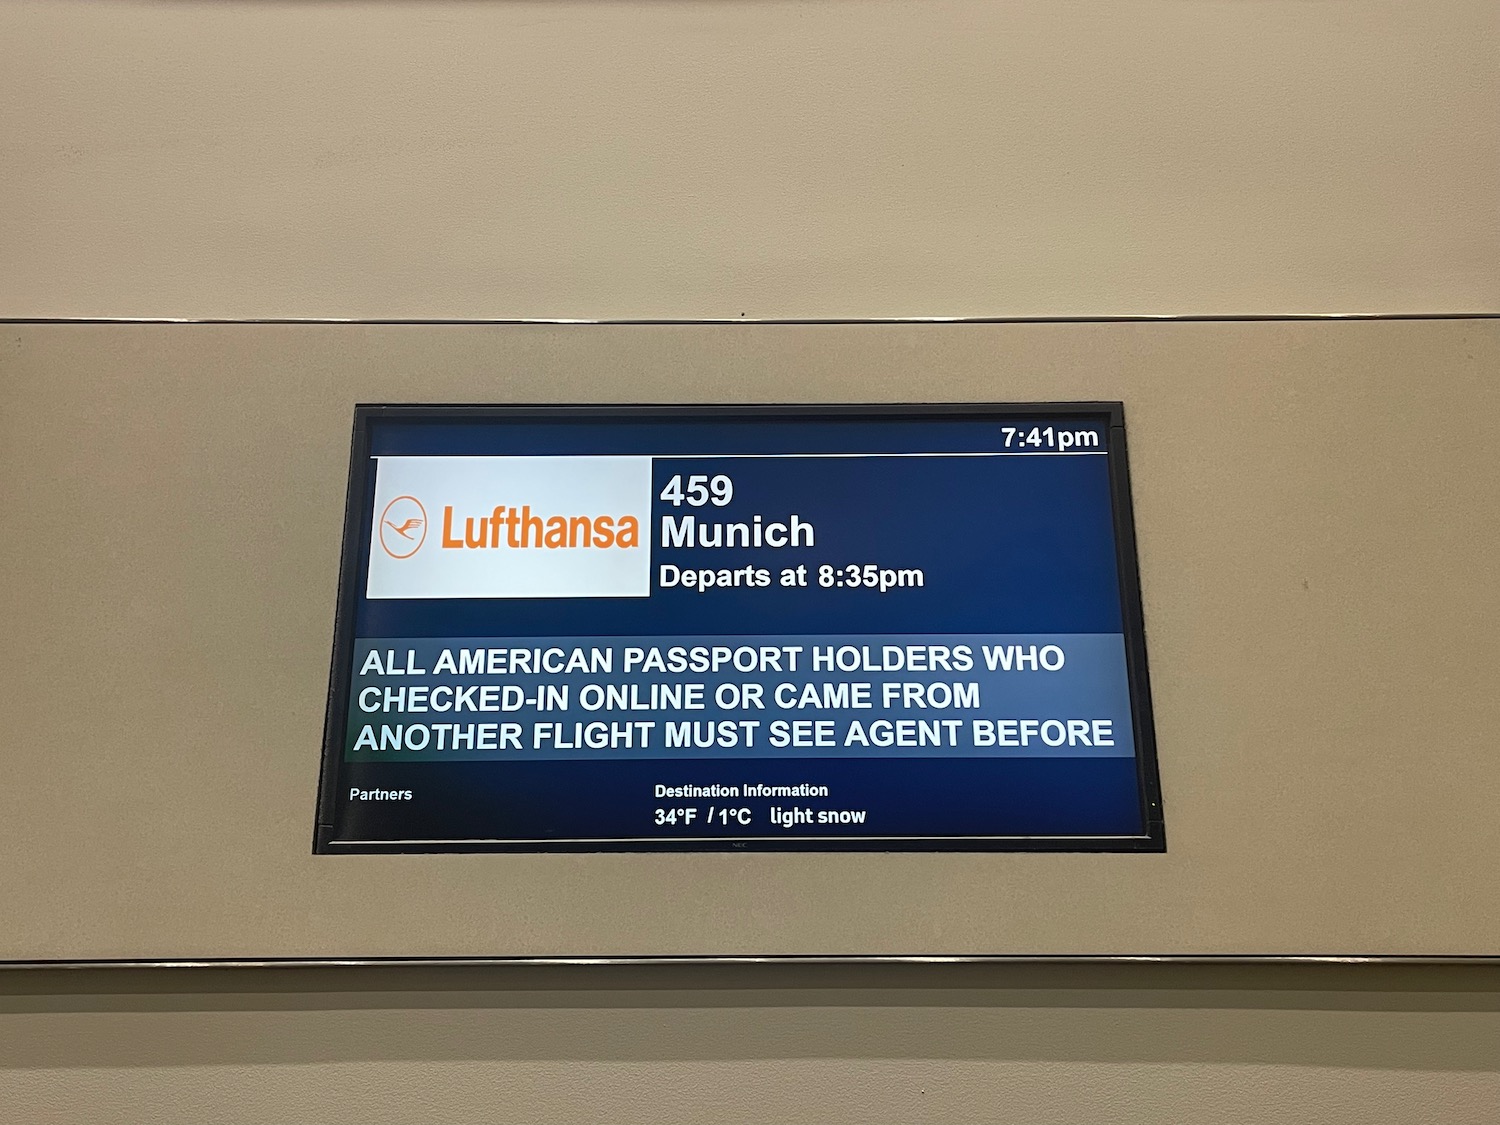 7:41pm
Lufthansa
459
Munich
Departs at 8:35pm
ALL AMERICAN PASSPORT HOLDERS WHO
CHECKED-IN ONLINE OR CAME FROM
ANOTHER FLIGHT MUST SEE AGENT BEFORE
Partners
Destination Information
34°F / 1°C light snow
NEC